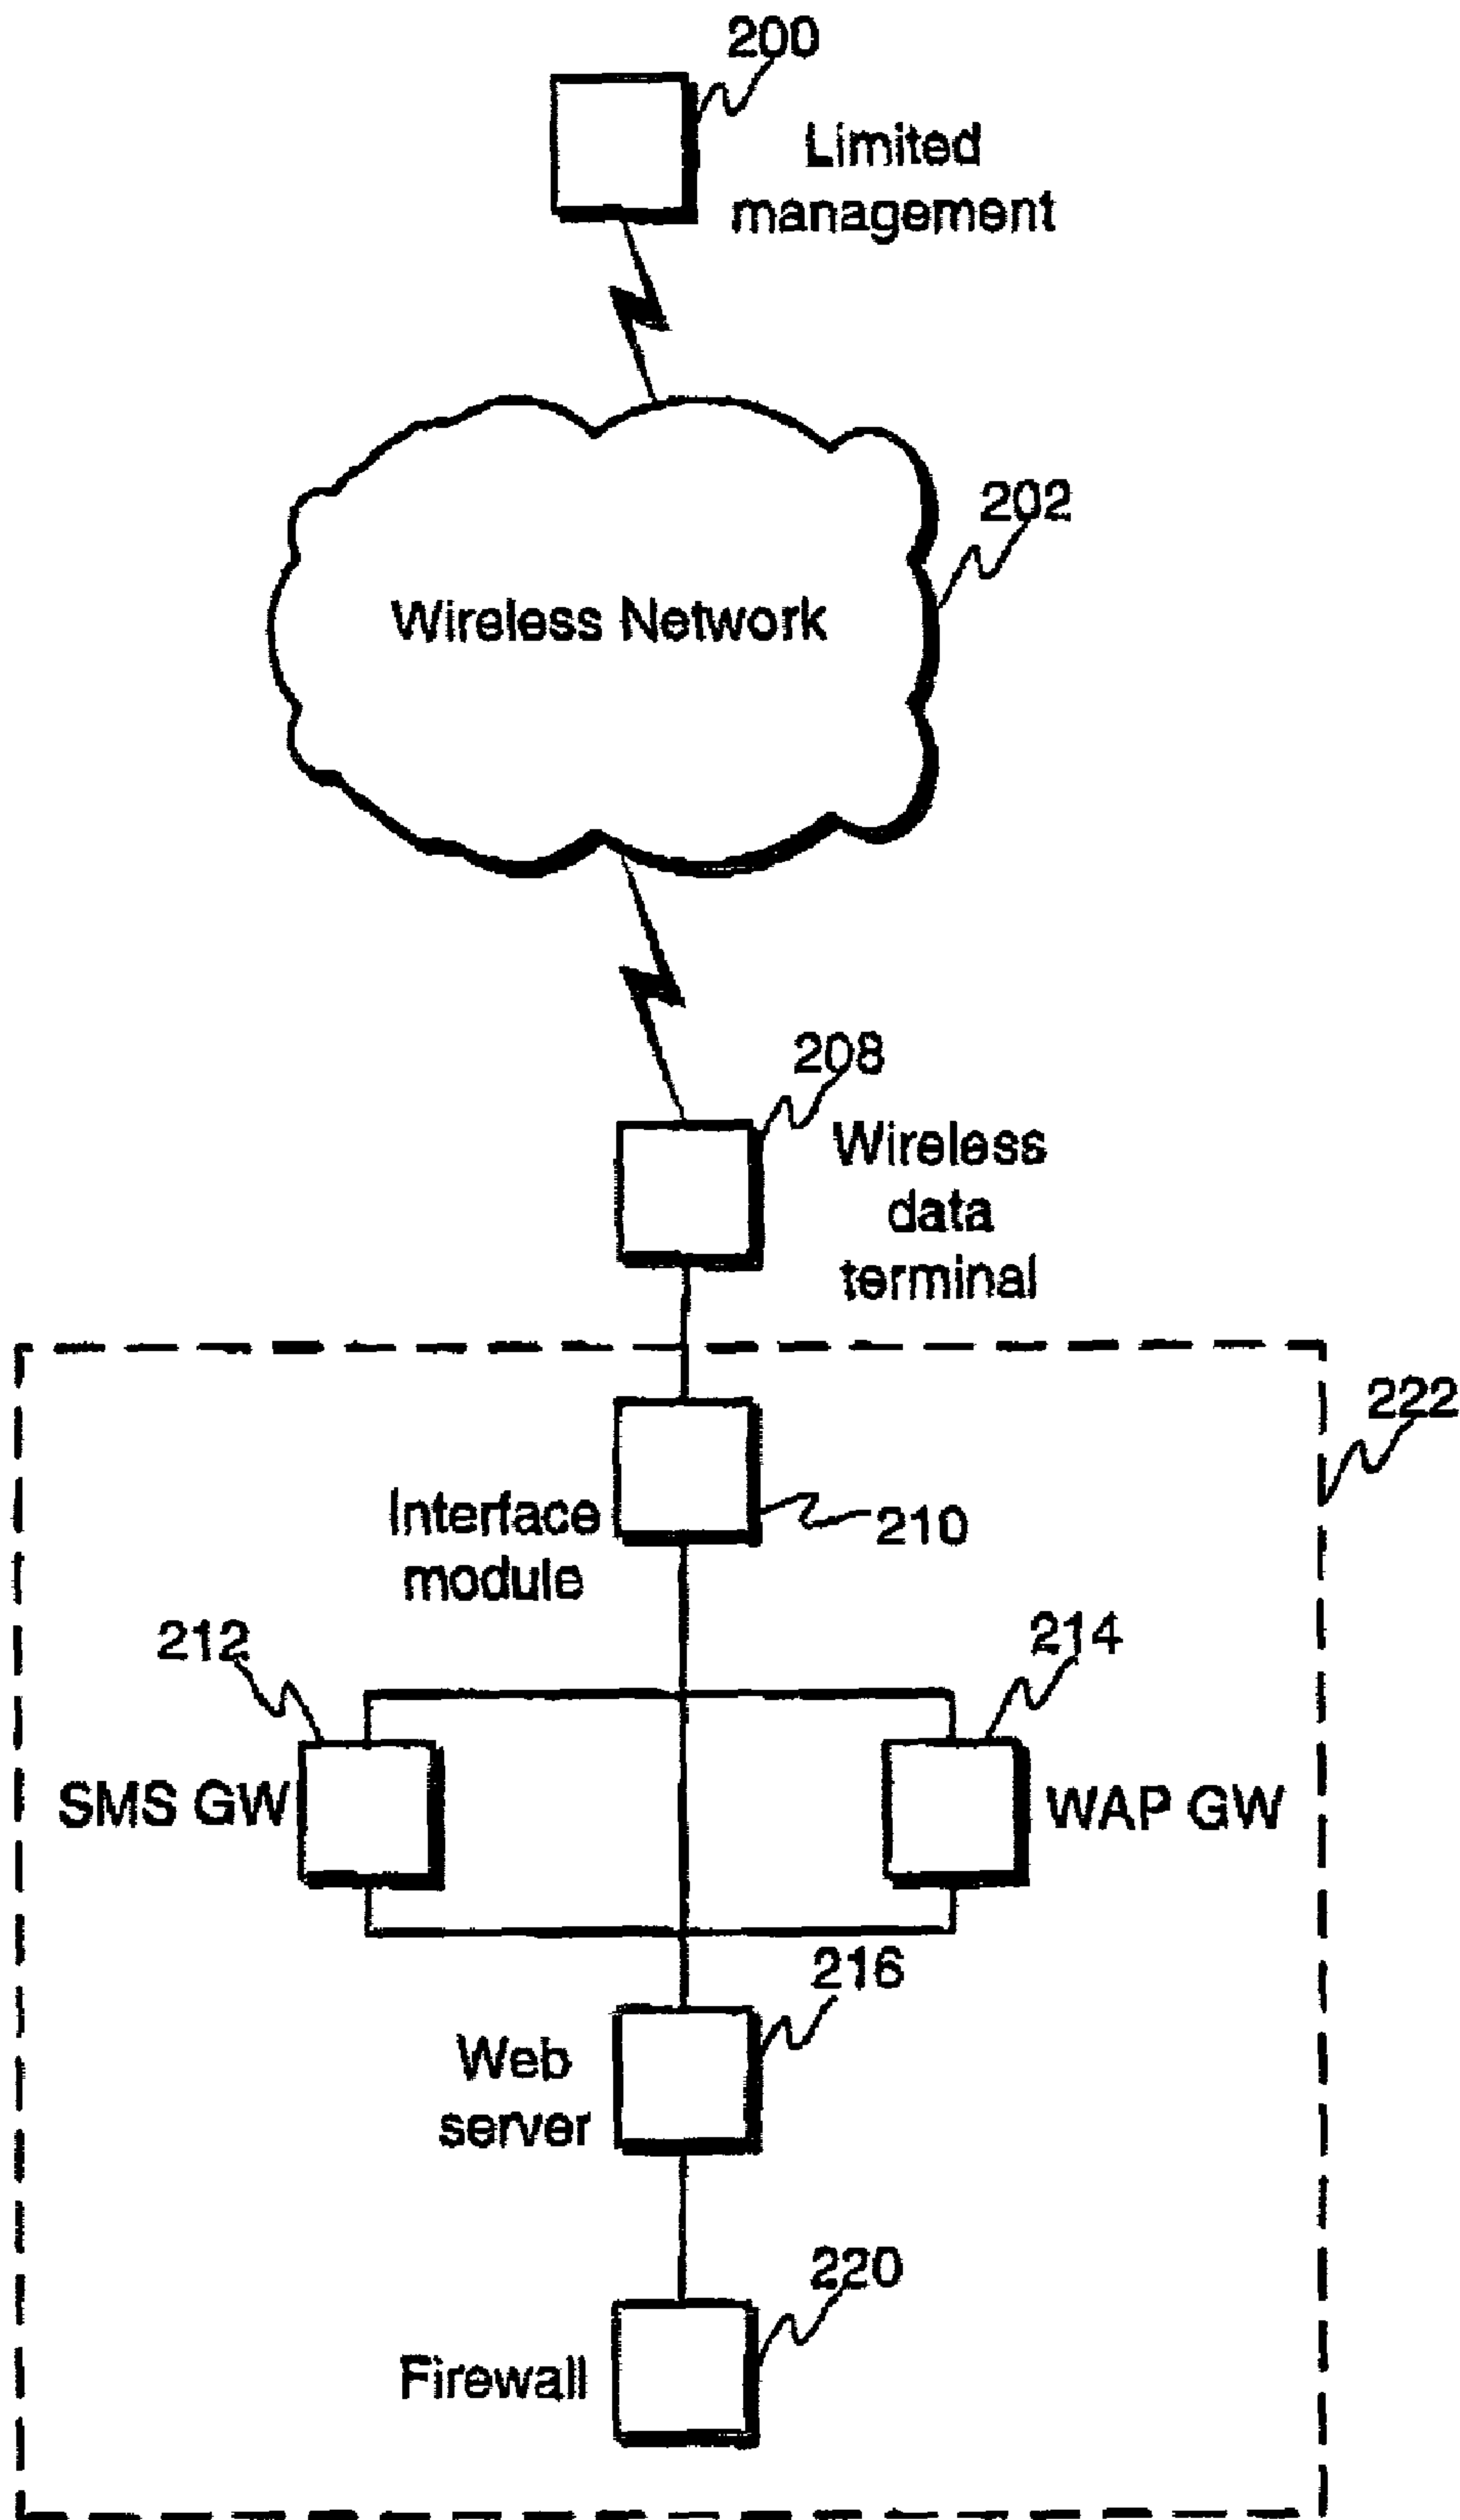 200
Limited
management
202
Wireless Network
208
Wireless
data
terminal
222
Interface
module
210
212
214
SMS GW
WAP GW
216
Web
server
220
Firewall